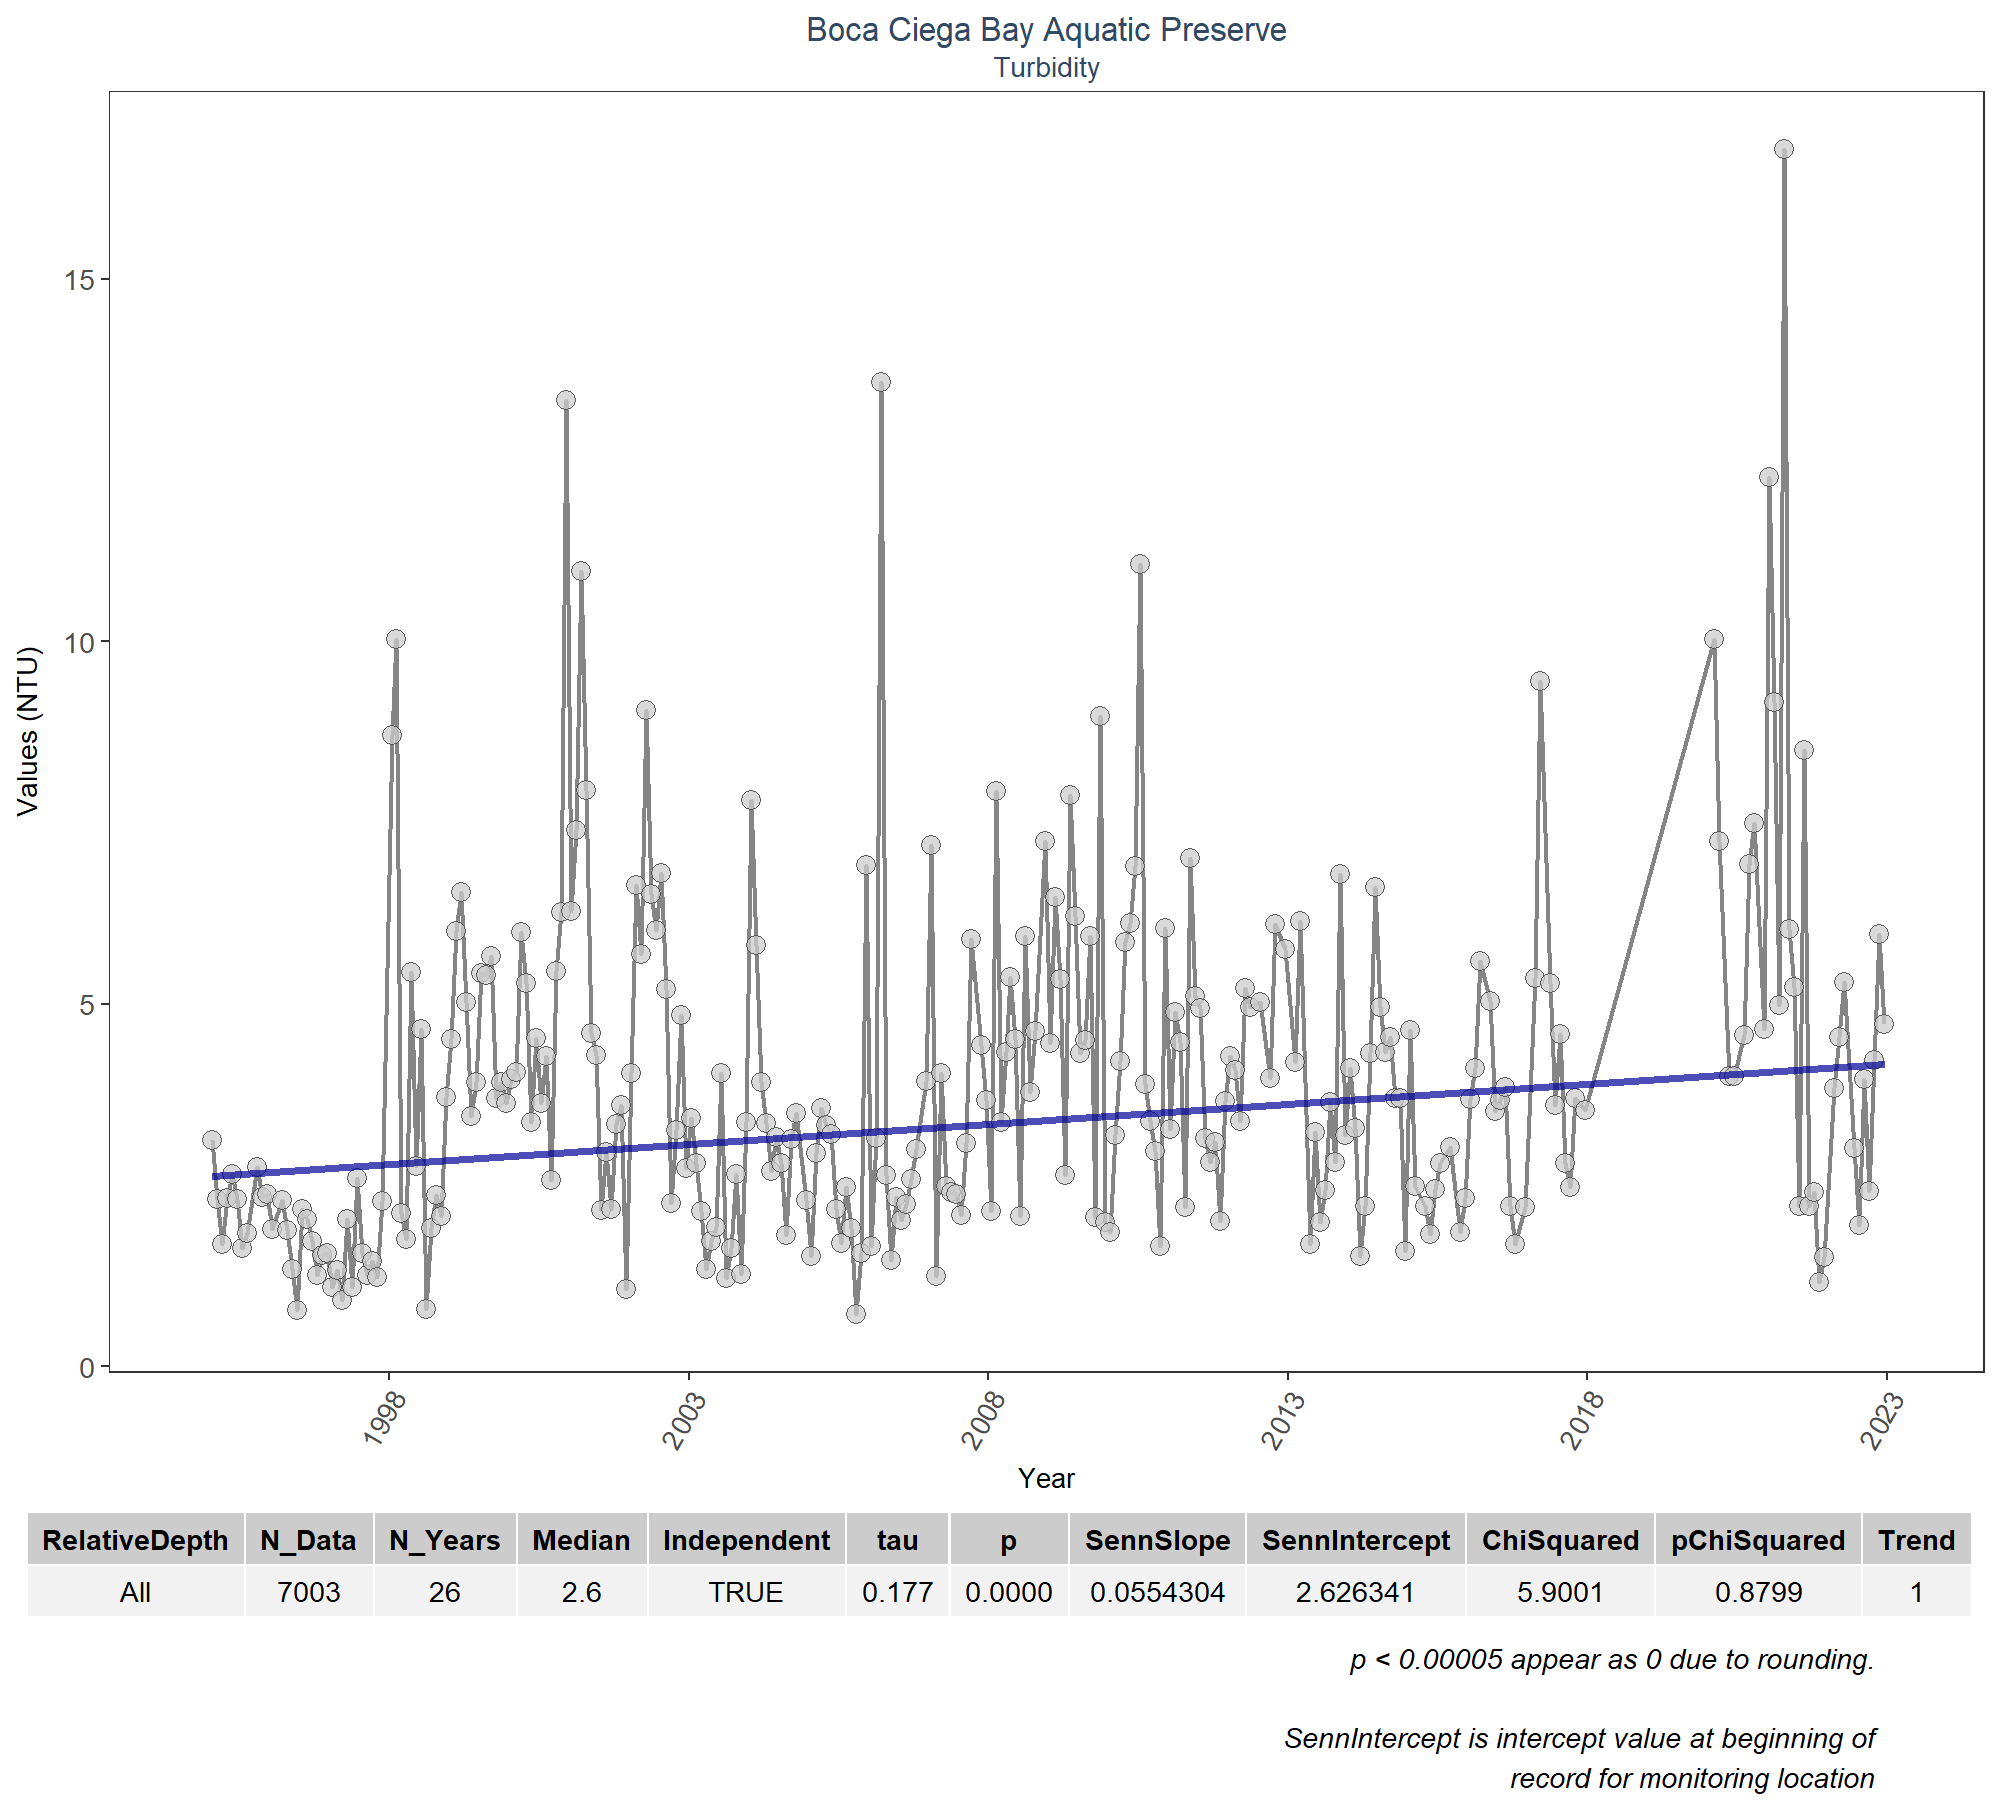 Boca Ciega Bay Aquatic Preserve
Turbidity
15
10
5
0
Values (NTU)
1998 2003 2008 2013 2018 2023
Year
RelativeDepth N_Data N_Years Median Independent tau p SennSlope SennIntercept ChiSquared pChiSquared Trend
All 7003 26 2.6 TRUE 0.177 0.0000 0.0554304 2.626341 5.9001 0.8799 1
p < 0.00005 appear as 0 due to rounding.
SennIntercept is intercept value at beginning of
record for monitoring location